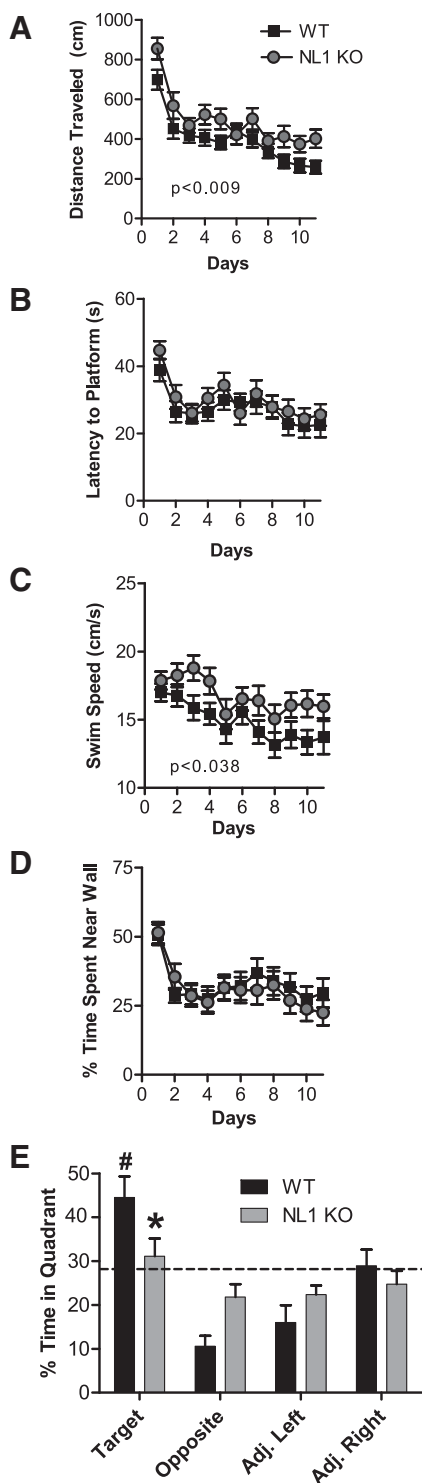 A
Distance Traveled (cm)
1000
800
600
400
200
0
WT
NL1 KO
p<0.009
0 2 4 6 8 10
Days
B
Latency to Platform (s)
60
40
20
0
0 2 4 6 8 10
Days
C
Swim Speed (cm/s)
25
20
15
10
p<0.038
0 2 4 6 8 10
Days
D
% Time Spent Near Wall
75
50
25
0
0 2 4 6 8 10
Days
E
% Time in Quadrant
50
40
30
20
10
0
#
*
WT
NL1 KO
Target
Opposite
Adj. Left
Adj. Right